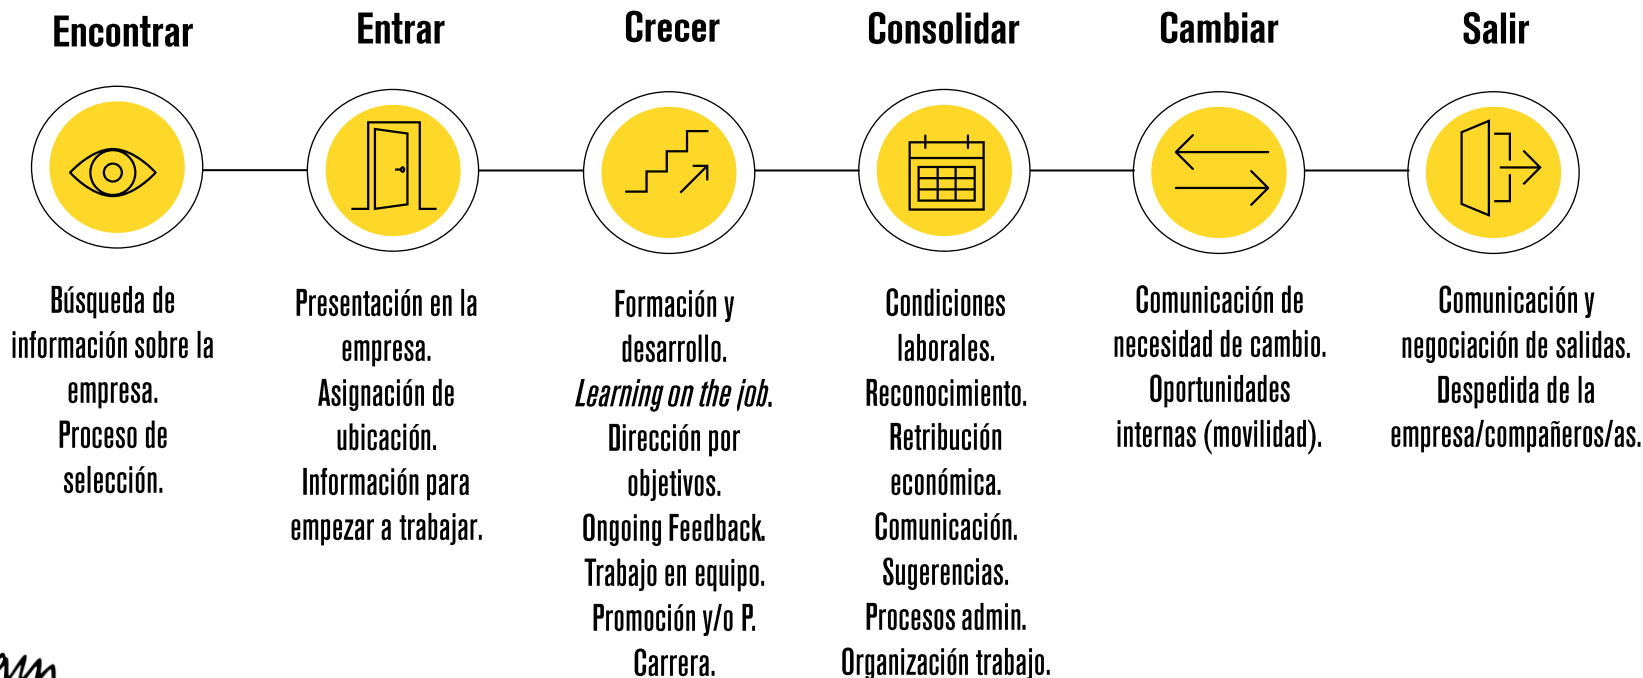 Encontrar
Búsqueda de
información sobre la
empresa.
Proceso de
selección.
Entrar
Presentación en la
empresa.
Asignación de
ubicación.
Información para
empezar a trabajar.
Crecer
Formación y
desarrollo.
Learning on the job.
Dirección por
objetivos.
Ongoing Feedback.
Trabajo en equipo.
Promoción y/o P.
Carrera.
Consolidar
Condiciones
laborales.
Reconocimiento.
Retribución
económica.
Comunicación.
Sugerencias.
Procesos admin.
Organización trabajo.
Cambiar
Comunicación de
necesidad de cambio.
Oportunidades
internas (movilidad).
Salir
Comunicación y
negociación de salidas.
Despedida de la
empresa/compañeros/as.